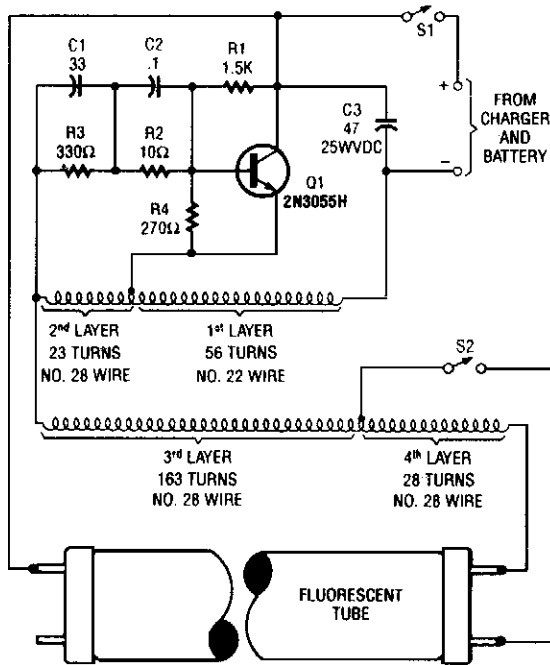 S1
C1
.33
C2
.1
R1
1.5K
C3
47
25WVDC
+
−
FROM
CHARGER
AND
BATTERY
R3
330Ω
R2
10Ω
Q1
2N3055H
R4
270Ω
2nd LAYER
23 TURNS
NO. 28 WIRE
1st LAYER
56 TURNS
NO. 22 WIRE
S2
3rd LAYER
163 TURNS
NO. 28 WIRE
4th LAYER
28 TURNS
NO. 28 WIRE
FLUORESCENT
TUBE